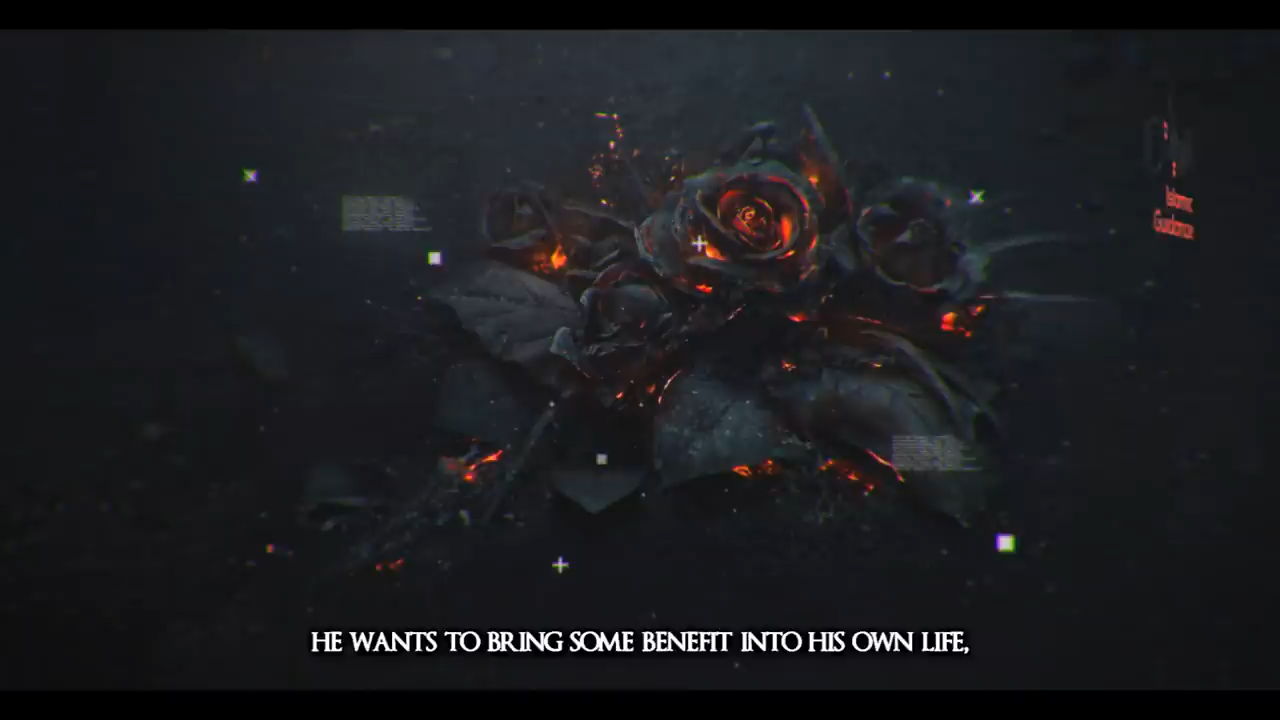 Islamic
Guidance
HE WANTS TO BRING SOME BENEFIT INTO HIS OWN LIFE,